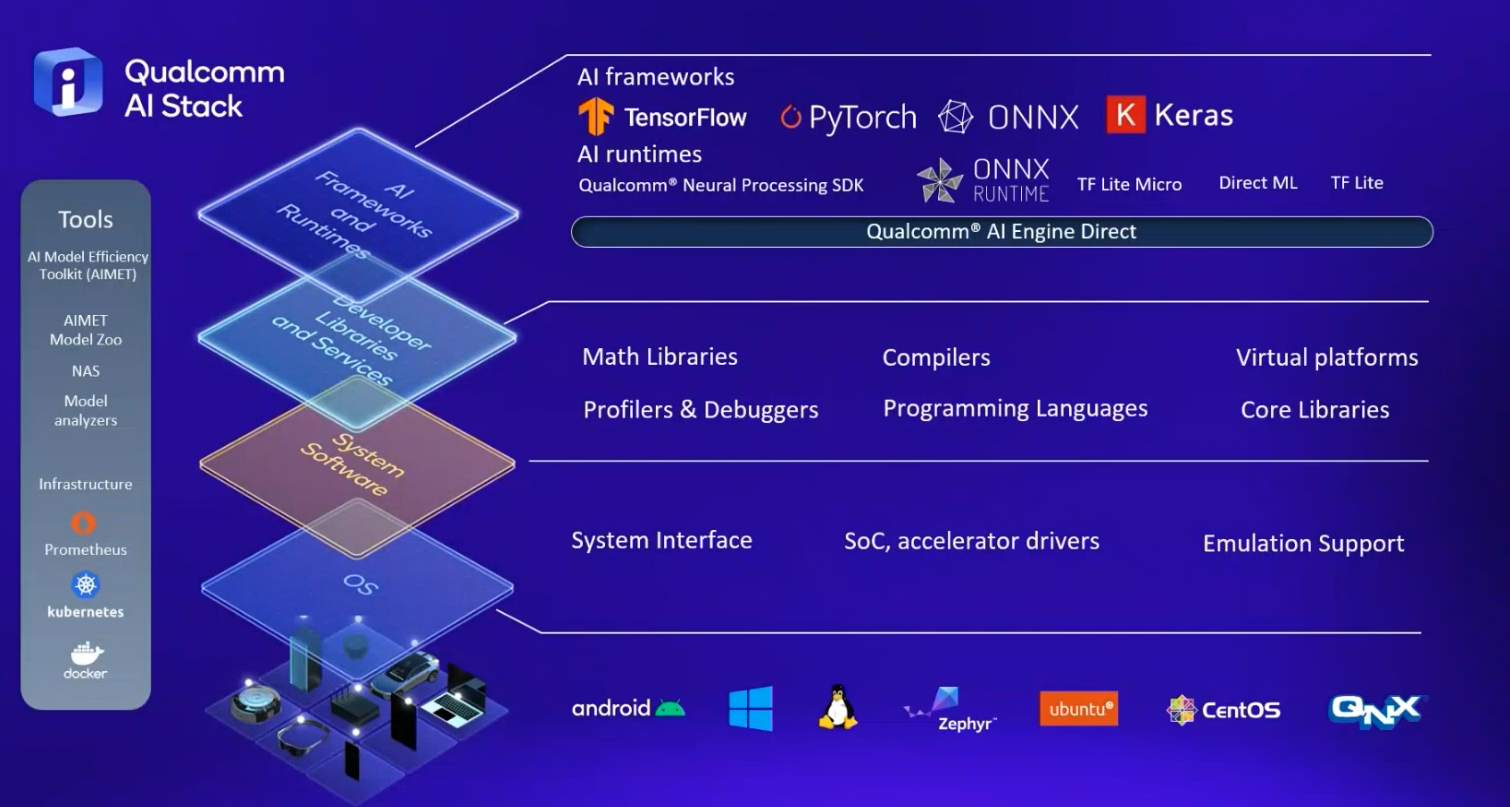 Qualcomm
AI Stack
Tools
AI Model Efficiency
Toolkit (AIMET)
AIMET
Model Zoo
NAS
Model
analyzers
Infrastructure
Prometheus
kubernetes
docker
AI
Frameworks
and
Runtimes
Developer
Libraries
and Services
System
Software
OS
AI frameworks
TensorFlow PyTorch ONNX K Keras
AI runtimes
Qualcomm® Neural Processing SDK ONNX RUNTIME TF Lite Micro Direct ML TF Lite
Qualcomm® AI Engine Direct
Math Libraries Compilers Virtual platforms
Profilers & Debuggers Programming Languages Core Libraries
System Interface SoC, accelerator drivers Emulation Support
android Zephyr™ ubuntu® CentOS QNX